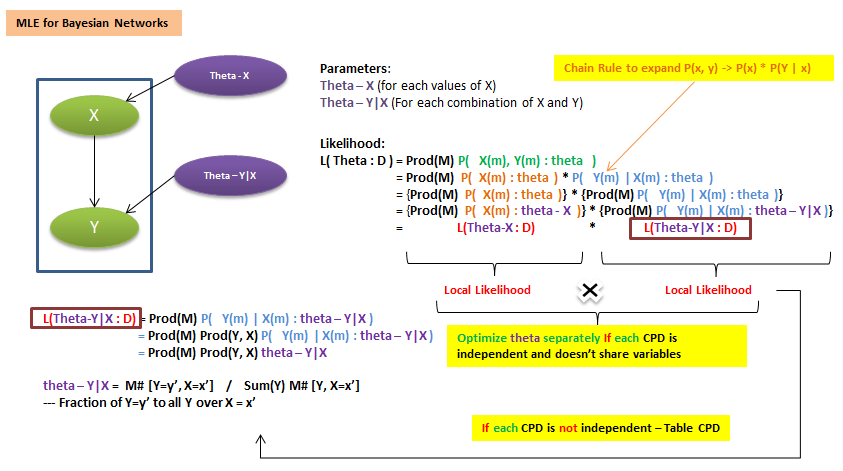 MLE for Bayesian Networks
Theta - X
X
Theta – Y|X
Y
Parameters:
Theta – X (for each values of X)
Theta – Y|X (For each combination of X and Y)
Chain Rule to expand P(x, y) -> P(x) * P(Y | x)
Likelihood:
L( Theta : D ) = Prod(M) P( X(m), Y(m) : theta )
= Prod(M) P( X(m) : theta ) * P( Y(m) | X(m) : theta )
= {Prod(M) P( X(m) : theta )} * {Prod(M) P( Y(m) | X(m) : theta )}
= {Prod(M) P( X(m) : theta - X )} * {Prod(M) P( Y(m) | X(m) : theta – Y|X )}
= L(Theta-X : D) * L(Theta-Y|X : D)
Local Likelihood X Local Likelihood
L(Theta-Y|X : D) = Prod(M) P( Y(m) | X(m) : theta – Y|X )
= Prod(M) Prod(Y, X) P( Y(m) | X(m) : theta – Y|X )
= Prod(M) Prod(Y, X) theta – Y|X
Optimize theta separately If each CPD is
independent and doesn't share variables
theta – Y|X = M# [Y=y’, X=x’] / Sum(Y) M# [Y, X=x’]
--- Fraction of Y=y’ to all Y over X = x’
If each CPD is not independent – Table CPD